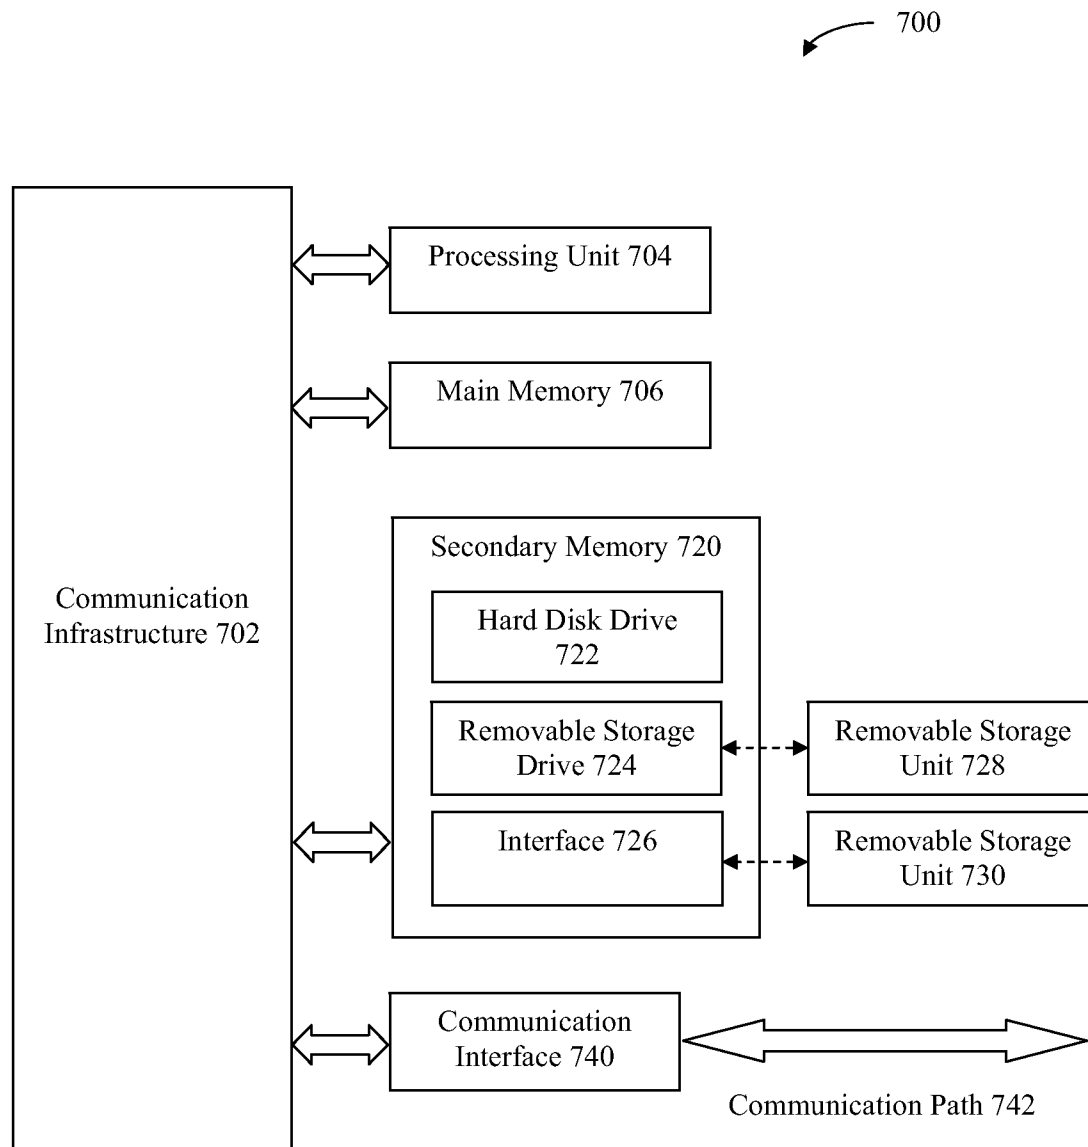 700
Processing Unit 704
Main Memory 706
Communication
Infrastructure 702
Secondary Memory 720
Hard Disk Drive
722
Removable Storage
Drive 724
Removable Storage
Unit 728
Interface 726
Removable Storage
Unit 730
Communication
Interface 740
Communication Path 742